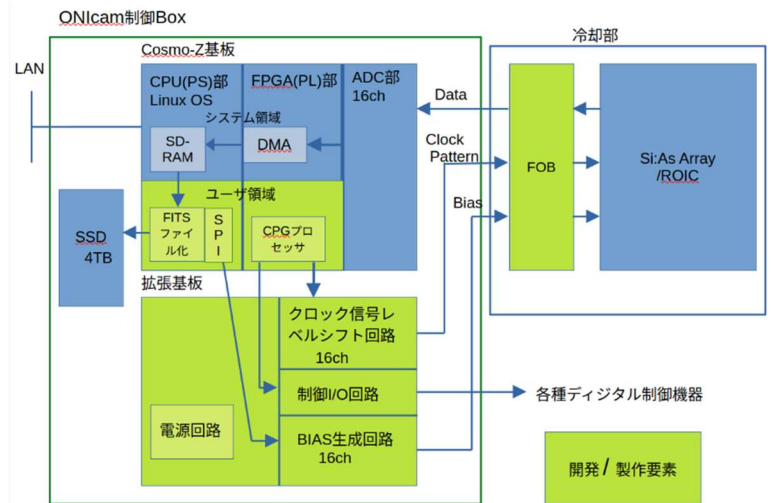 ONIcam制御Box
冷却部
Cosmo-Z基板
LAN
CPU(PS)部
Linux OS
FPGA(PL)部
ADC部
16ch
システム領域
SD-
RAM
DMA
Data
Clock
Pattern
Bias
FOB
Si:As Array
/ROIC
ユーザ領域
FITS
ファイ
ル化
S
P
I
CPGプロ
セッサ
SSD
4TB
拡張基板
クロック信号レ
ベルシフト回路
16ch
制御I/O回路
各種ディジタル制御機器
電源回路
BIAS生成回路
16ch
開発 / 製作要素